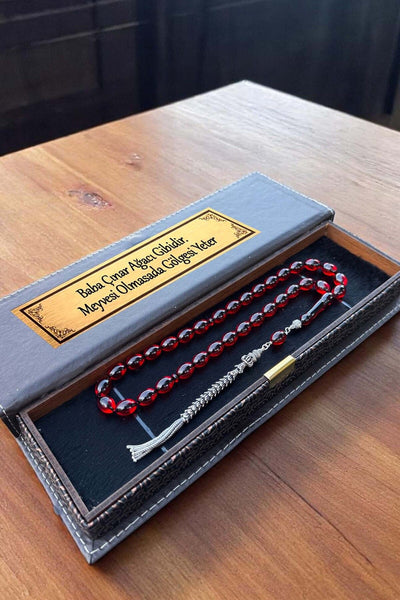 Baba Çınar Ağacı Gibidir.
Meyvesi Olmasada Gölgesi Yeter